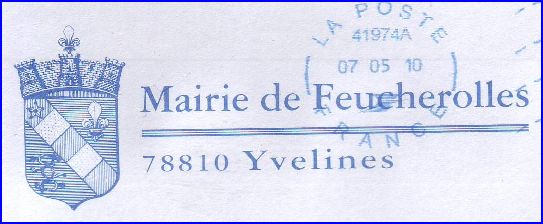 LA POSTE
41974A
07 05 10
FRANCE
Mairie de Feucherolles
78810 Yvelines